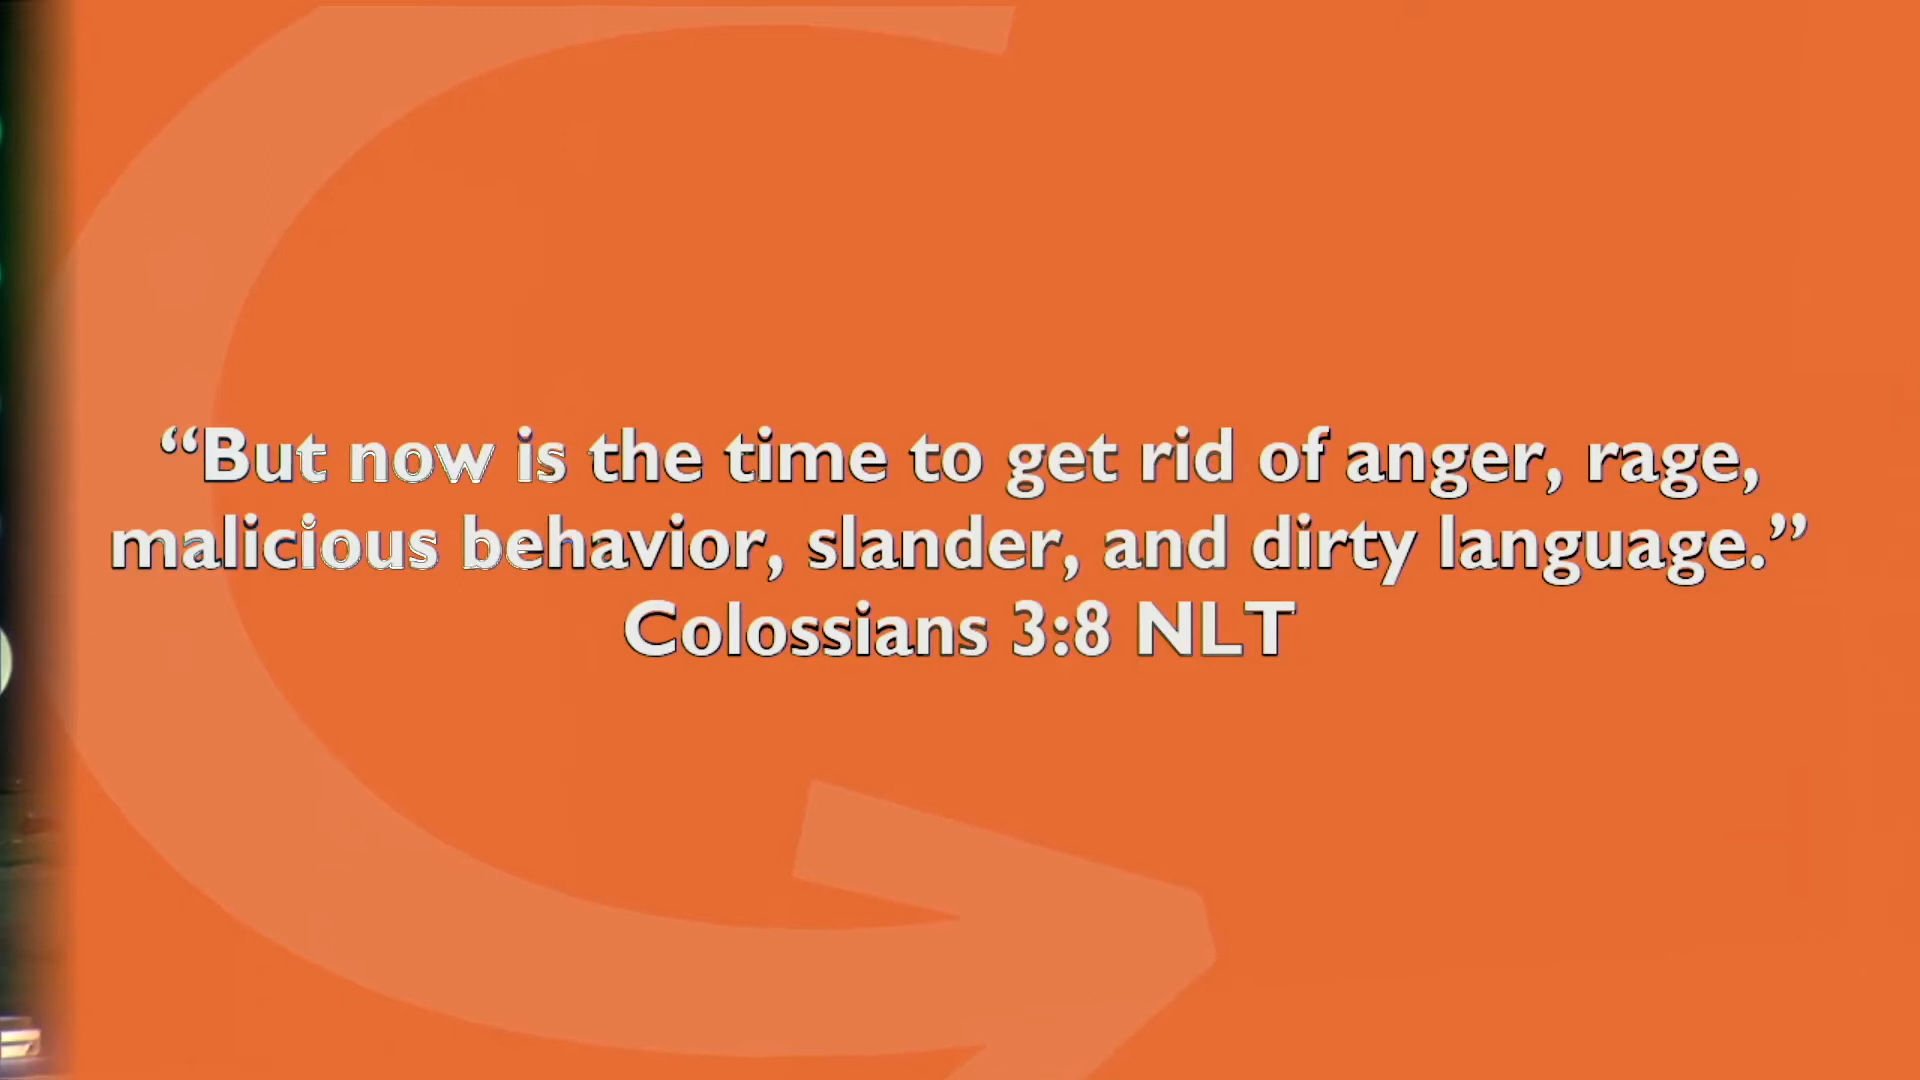 “But now is the time to get rid of anger, rage,
malicious behavior, slander, and dirty language.”
Colossians 3:8 NLT